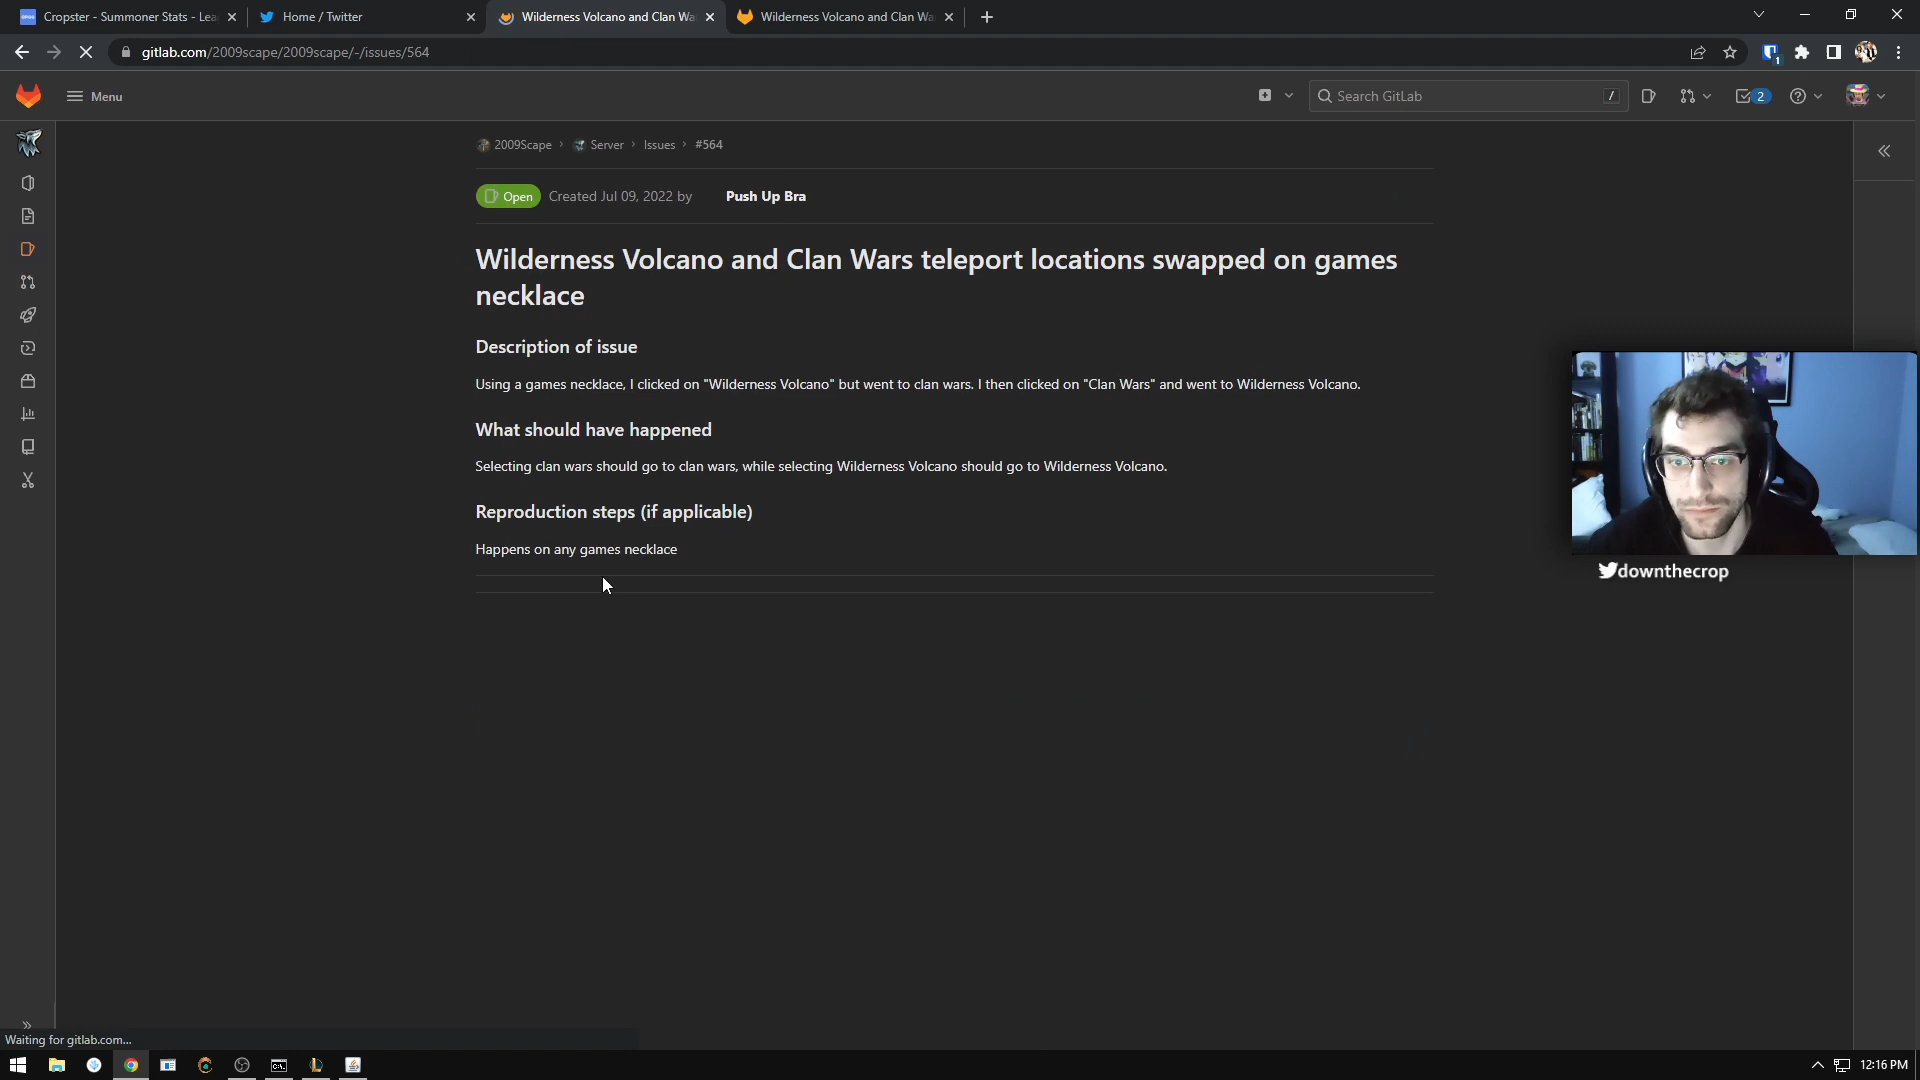 Cropster - Summoner Stats - Lea
Home / Twitter
Wilderness Volcano and Clan Wa
Wilderness Volcano and Clan Wa
gitlab.com/2009scape/2009scape/-/issues/564
1
Menu
Search GitLab
/
2
2009Scape › Server › Issues › #564
Open Created Jul 09, 2022 by Push Up Bra
Wilderness Volcano and Clan Wars teleport locations swapped on games
necklace
Description of issue
Using a games necklace, I clicked on "Wilderness Volcano" but went to clan wars. I then clicked on "Clan Wars" and went to Wilderness Volcano.
What should have happened
Selecting clan wars should go to clan wars, while selecting Wilderness Volcano should go to Wilderness Volcano.
Reproduction steps (if applicable)
Happens on any games necklace
downthecrop
Waiting for gitlab.com...
12:16 PM